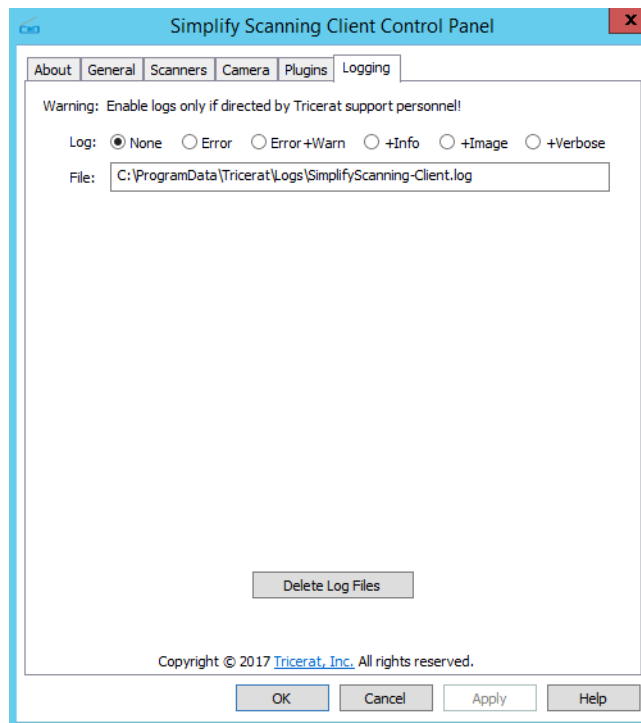 Simplify Scanning Client Control Panel
x
About General Scanners Camera Plugins Logging
Warning: Enable logs only if directed by Tricerat support personnel!
Log: None Error Error+Warn +Info +Image +Verbose
File: C:\ProgramData\Tricerat\Logs\SimplifyScanning-Client.log
Delete Log Files
Copyright © 2017 Tricerat, Inc. All rights reserved.
OK Cancel Apply Help